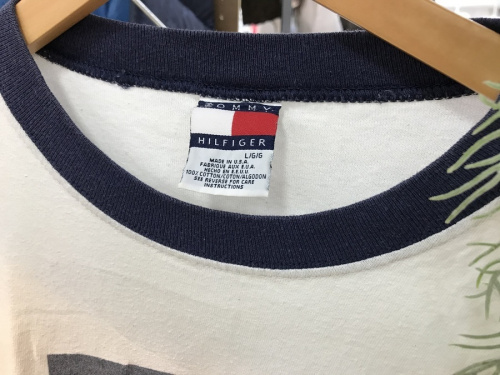 TOMMY
HILFIGER
L/G/G
MADE IN U.S.A.
FABRIQUE AUX E.U.A.
HECHO EN E.E.U.U.
100% COTTON/COTON/ALGODON
SEE REVERSE FOR CARE
INSTRUCTIONS